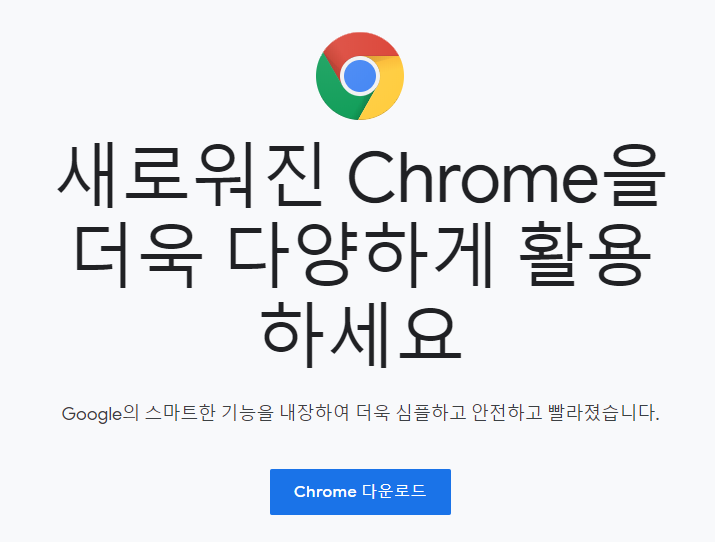 새로워진 Chrome을
더욱 다양하게 활용
하세요
Google의 스마트한 기능을 내장하여 더욱 심플하고 안전하고 빨라졌습니다.
Chrome 다운로드